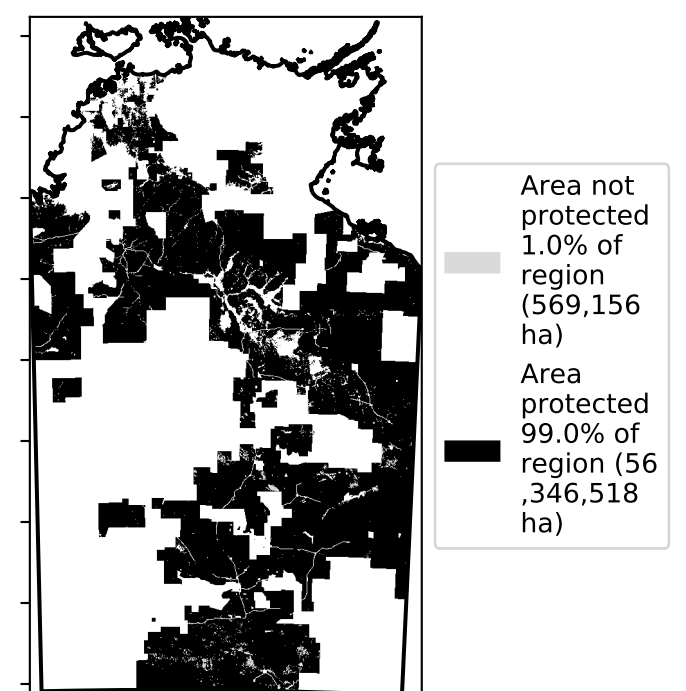 Area not
protected
1.0% of
region
(569,156
ha)
Area
protected
99.0% of
region (56
,346,518
ha)